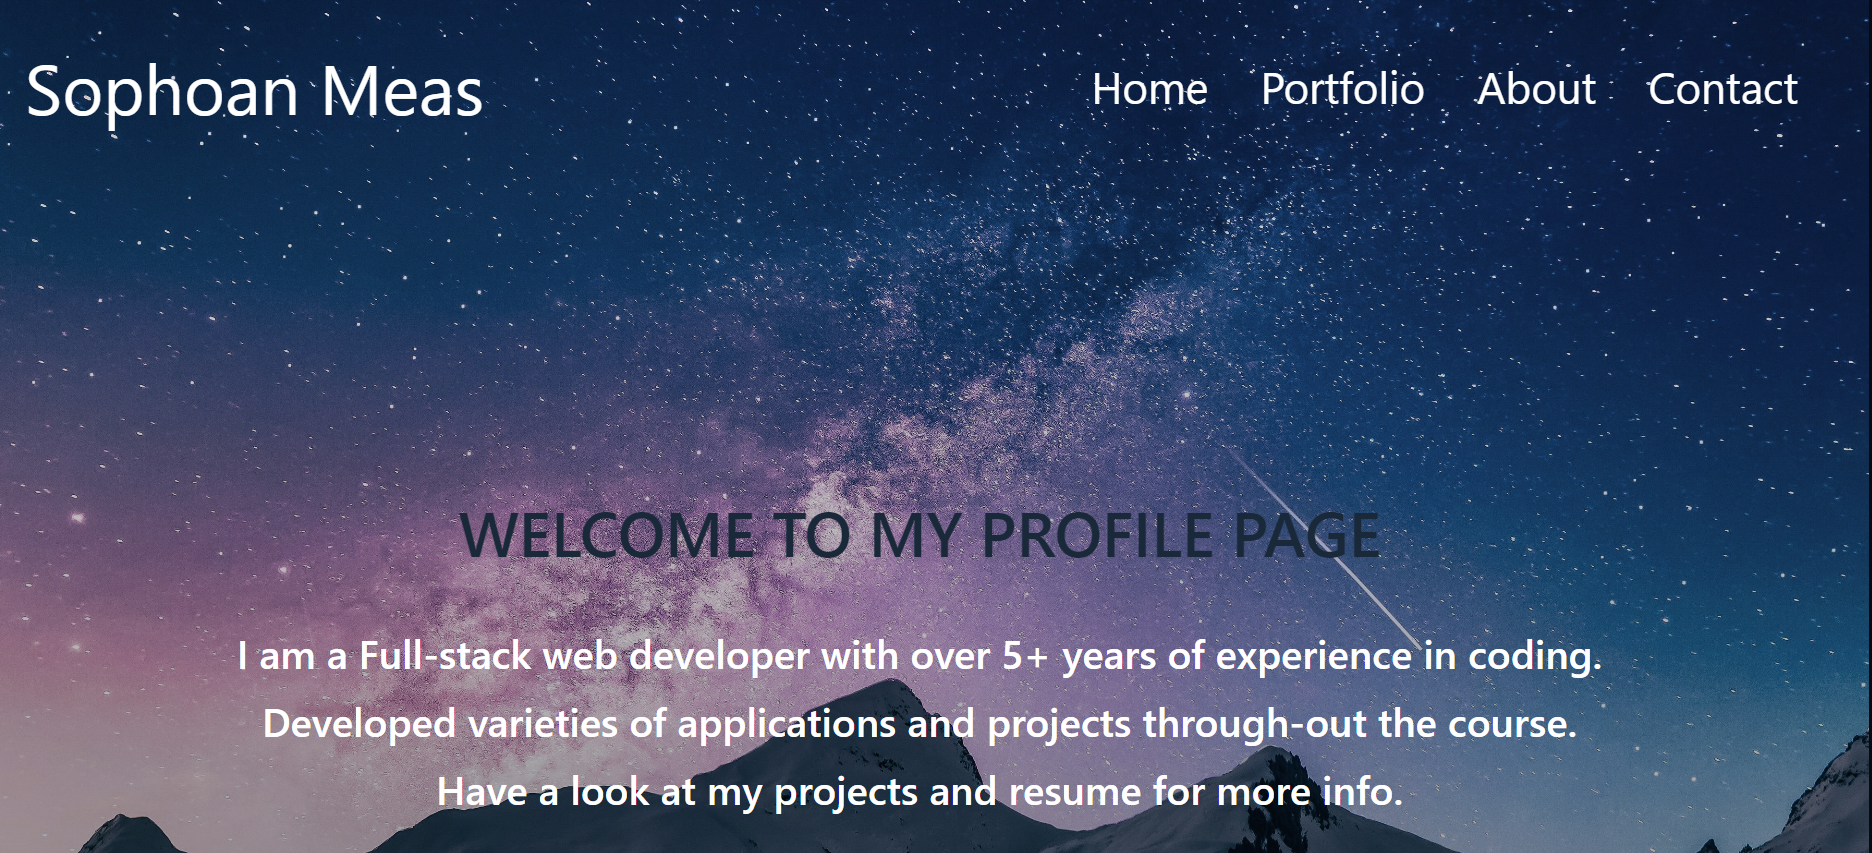 Sophoan Meas
Home Portfolio About Contact
WELCOME TO MY PROFILE PAGE
I am a Full-stack web developer with over 5+ years of experience in coding.
Developed varieties of applications and projects through-out the course.
Have a look at my projects and resume for more info.